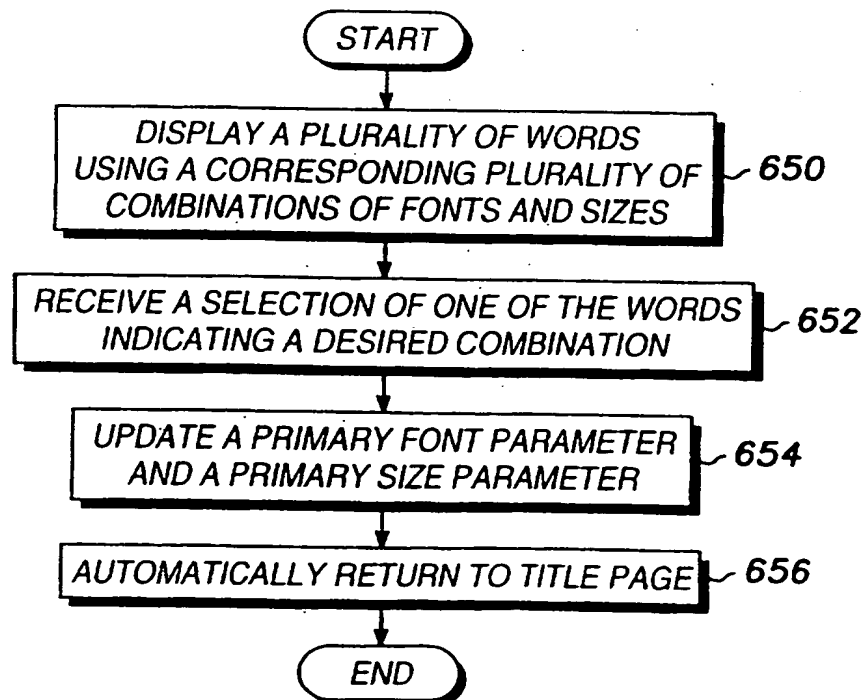 START
DISPLAY A PLURALITY OF WORDS
USING A CORRESPONDING PLURALITY OF
COMBINATIONS OF FONTS AND SIZES
650
RECEIVE A SELECTION OF ONE OF THE WORDS
INDICATING A DESIRED COMBINATION
652
UPDATE A PRIMARY FONT PARAMETER
AND A PRIMARY SIZE PARAMETER
654
AUTOMATICALLY RETURN TO TITLE PAGE
656
END